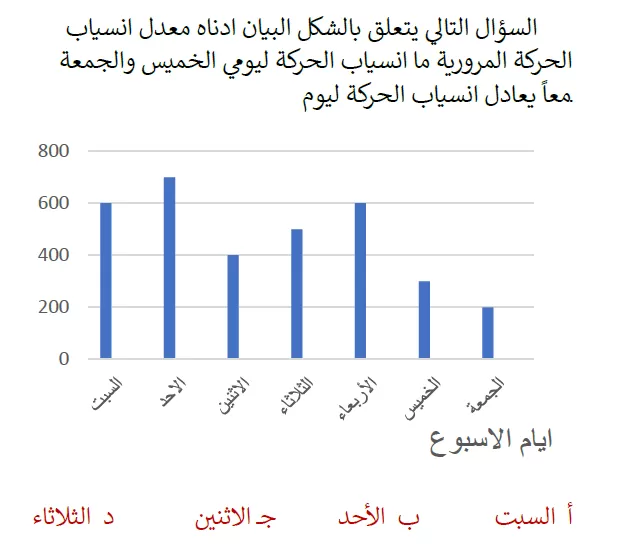 السؤال التالي يتعلق بالشكل البيان ادناه معدل انسياب
الحركة المرورية ما انسياب الحركة ليومي الخميس والجمعة
معاً يعادل انسياب الحركة ليوم
800
600
400
200
0
السبت
الاحد
الاثنين
الثلاثاء
الأربعاء
الخميس
الجمعة
ايام الاسبوع
أ السبت
ب الأحد
جـ الاثنين
د الثلاثاء